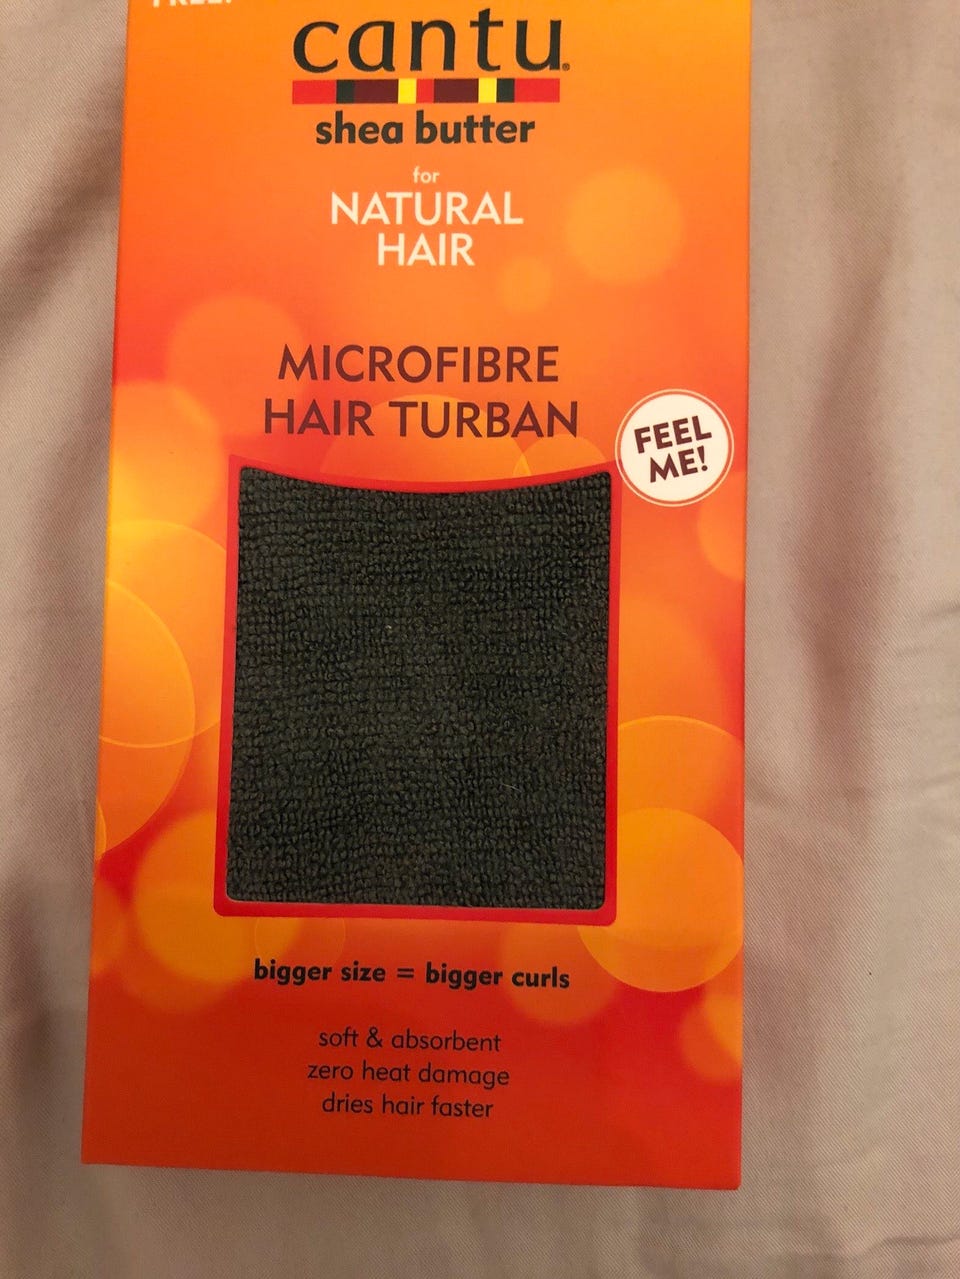 FREE!
cantu®
shea butter
for
NATURAL
HAIR
MICROFIBRE
HAIR TURBAN
FEEL
ME!
bigger size = bigger curls
soft & absorbent
zero heat damage
dries hair faster